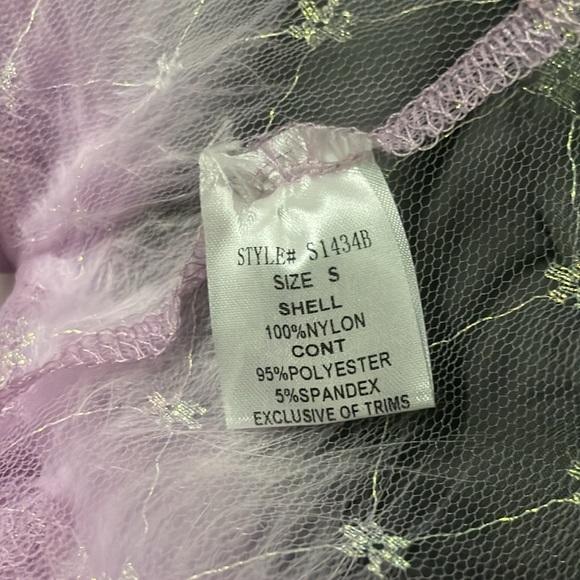 STYLE# S1434B
SIZE S
SHELL
100%NYLON
CONT
95%POLYESTER
5%SPANDEX
EXCLUSIVE OF TRIMS